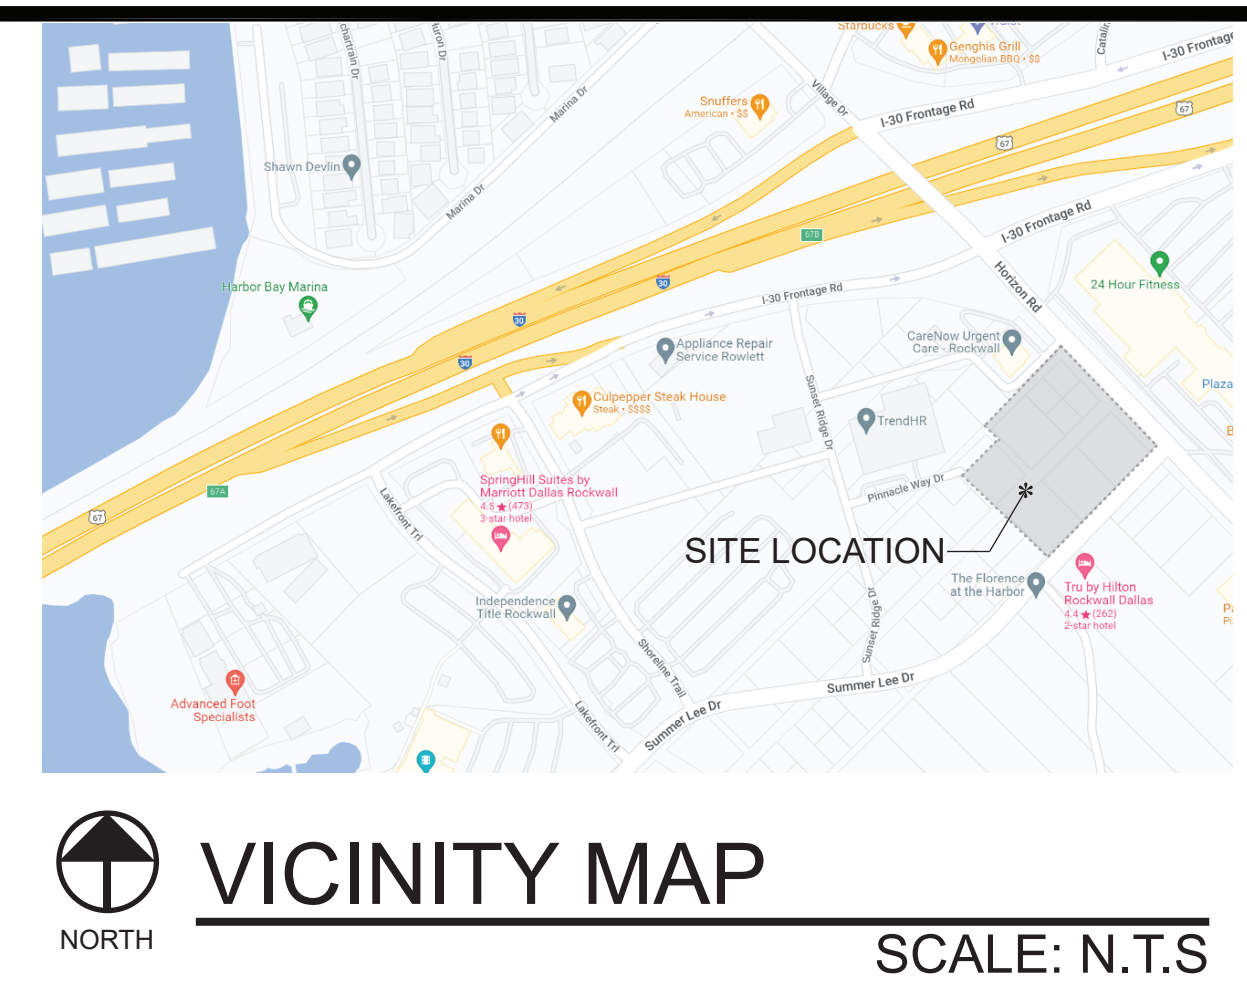 Starbucks
Truist
Genghis Grill
Mongolian BBQ • $$
I-30 Frontage
chartrain Dr
uron Dr
Marina Dr
Village Dr
Snuffers
American • $$
I-30 Frontage Rd
67
67
Shawn Devlin
Marina Dr
I-30 Frontage Rd
67B
Horizon Rd
24 Hour Fitness
Harbor Bay Marina
30
I-30 Frontage Rd
30
CareNow Urgent
Care - Rockwall
Appliance Repair
Service Rowlett
30
Plaza
Sunset Ridge Dr
Culpepper Steak House
Steak • $$$$
TrendHR
SpringHill Suites by
Marriott Dallas Rockwall
4.5 ★ (473)
3-star hotel
67A
67
Lakefront Trl
Pinnacle Way Dr
*
SITE LOCATION
The Florence
at the Harbor
Tru by Hilton
Rockwall Dallas
4.4 ★ (262)
2-star hotel
Independence
Title Rockwall
Sunset Ridge Dr
Shoreline Trail
Summer Lee Dr
Advanced Foot
Specialists
Lakefront Trl
Summer Lee Dr
NORTH
VICINITY MAP
SCALE: N.T.S